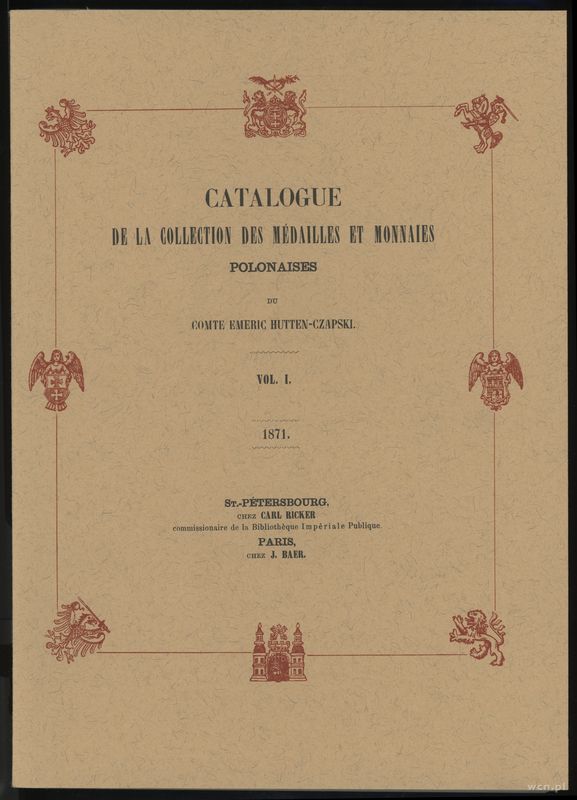 CATALOGUE
DE LA COLLECTION DES MÉDAILLES ET MONNAIES
POLONAISES
DU
COMTE EMERIC HUTTEN-CZAPSKI.
VOL. I.
1871.
ST.-PÉTERSBOURG,
CHEZ CARL RICKER
commissionaire de la Bibliothèque Impériale Publique.
PARIS,
CHEZ J. BAER.
wcn.pl